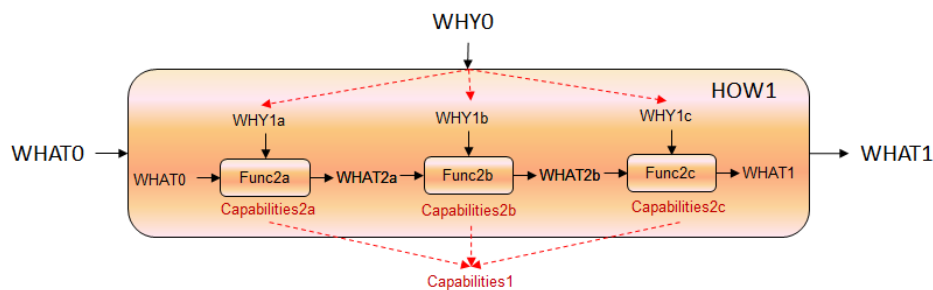 WHY0
HOW1
WHY1a WHY1b WHY1c
WHAT0 WHAT1
WHAT0 Func2a WHAT2a Func2b WHAT2b Func2c WHAT1
Capabilities2a Capabilities2b Capabilities2c
Capabilities1